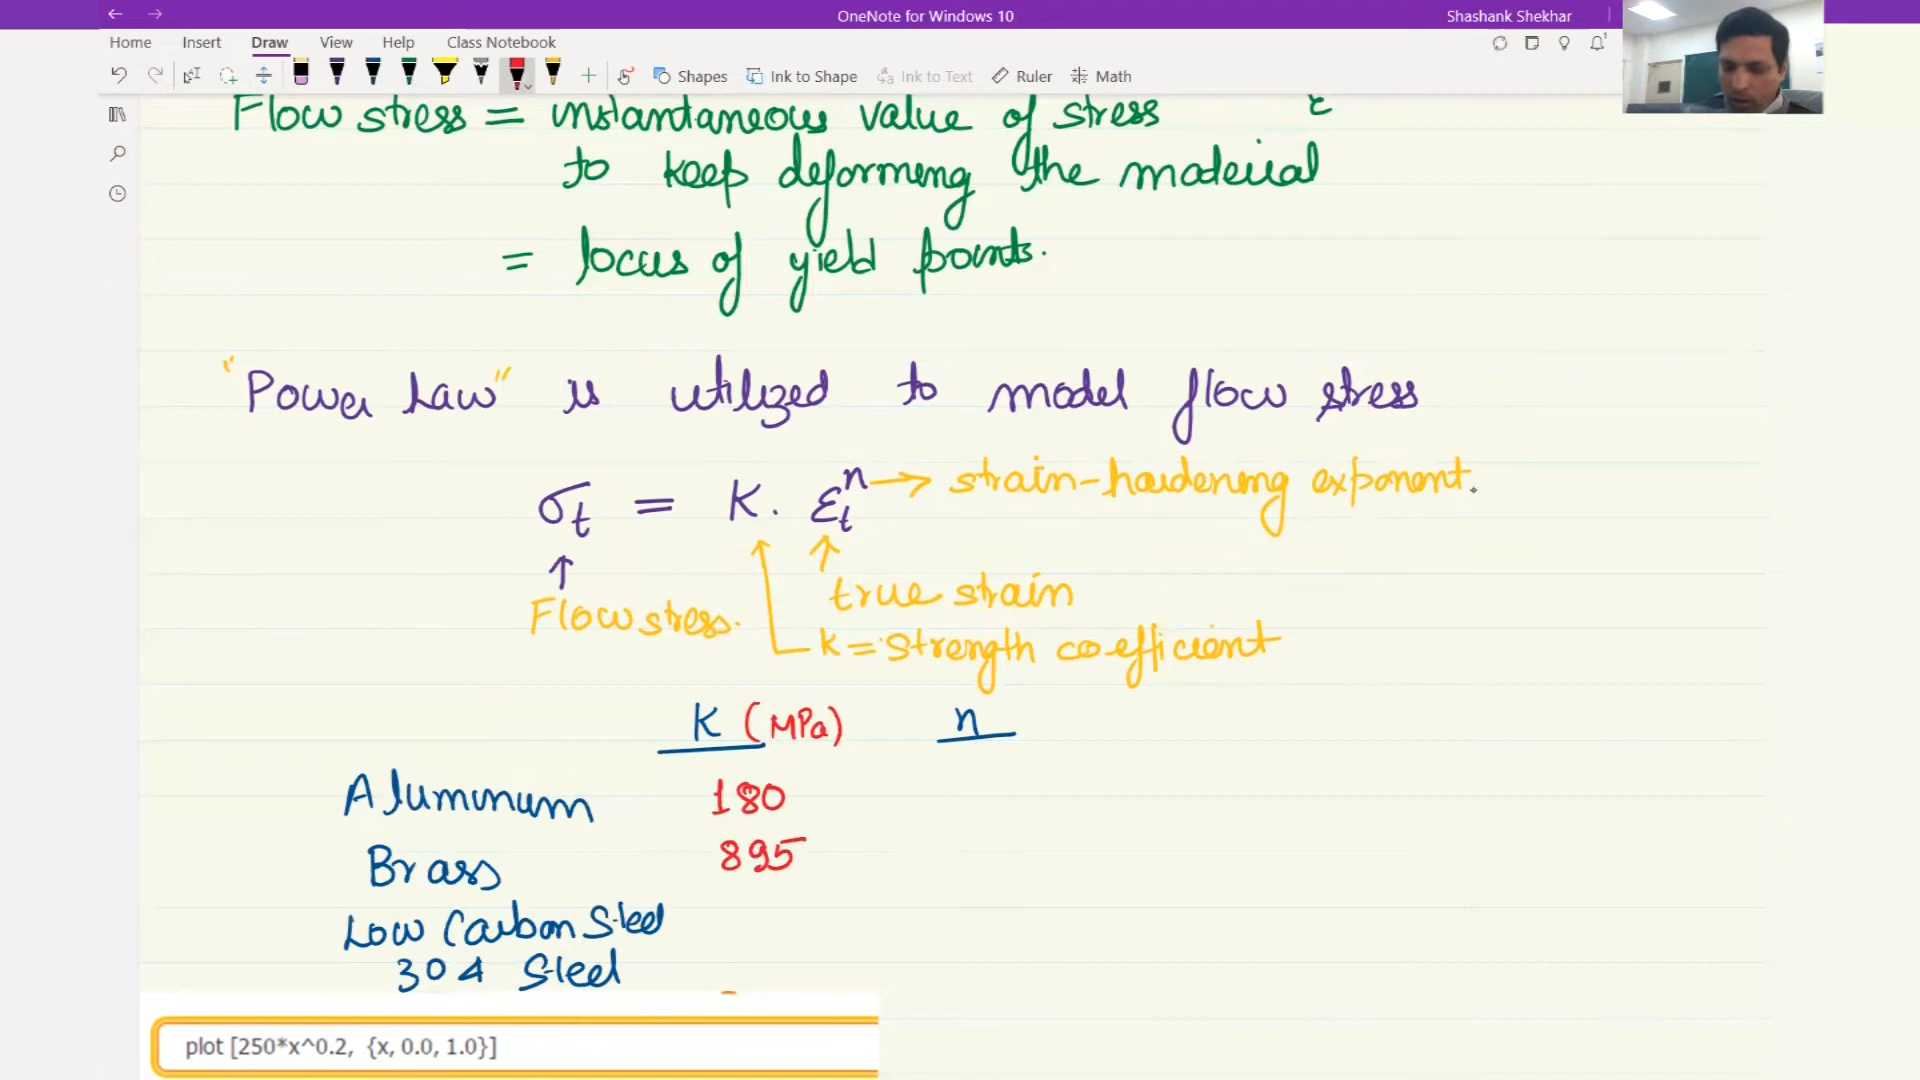 OneNote for Windows 10
Shashank Shekhar
Home Insert Draw View Help Class Notebook
Shapes Ink to Shape Ink to Text Ruler Math
Flow stress = instantaneous value of stress
to keep deforming the material
= locus of yield points.
"Power Law" is utilized to model flow stress
σt = K. εt^n → strain-hardening exponent.
↑ ↑
true strain
Flow stress.
K = Strength coefficient
K (MPa) n
Aluminum 180
Brass 895
Low Carbon Steel
304 Steel
plot [250*x^0.2, {x, 0.0, 1.0}]